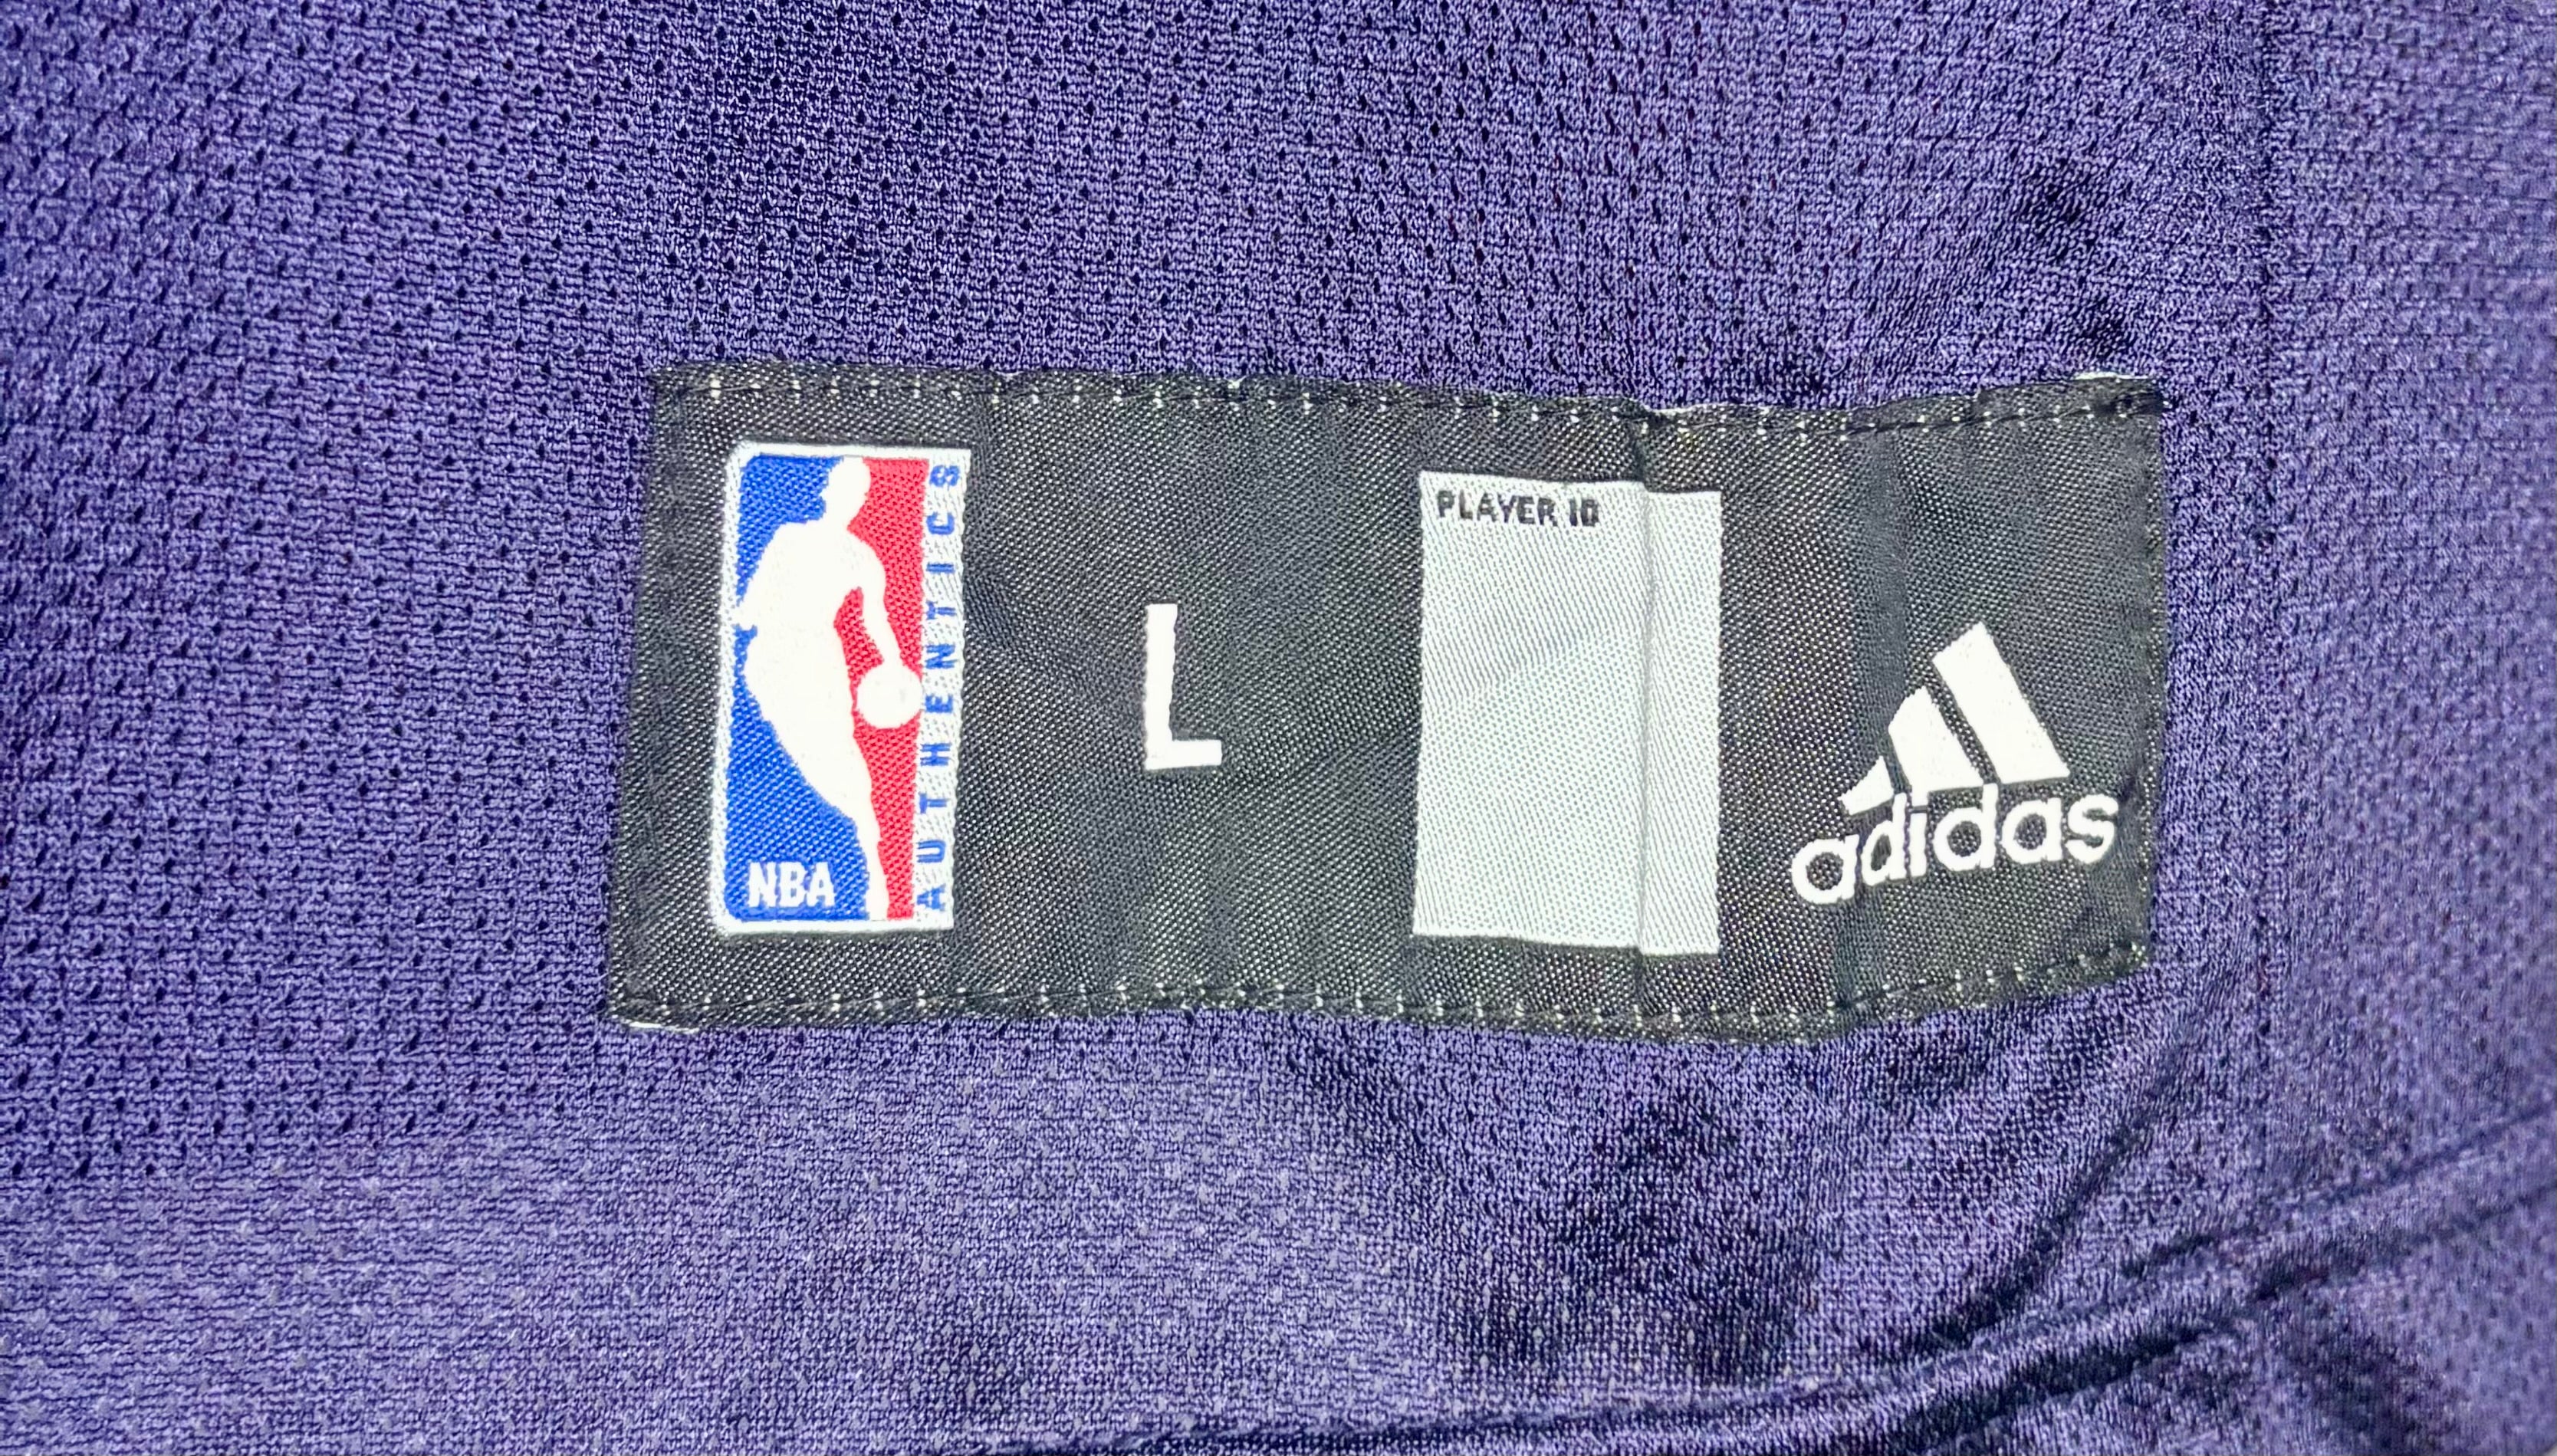 NBA
AUTHENTICS
L
PLAYER ID
adidas